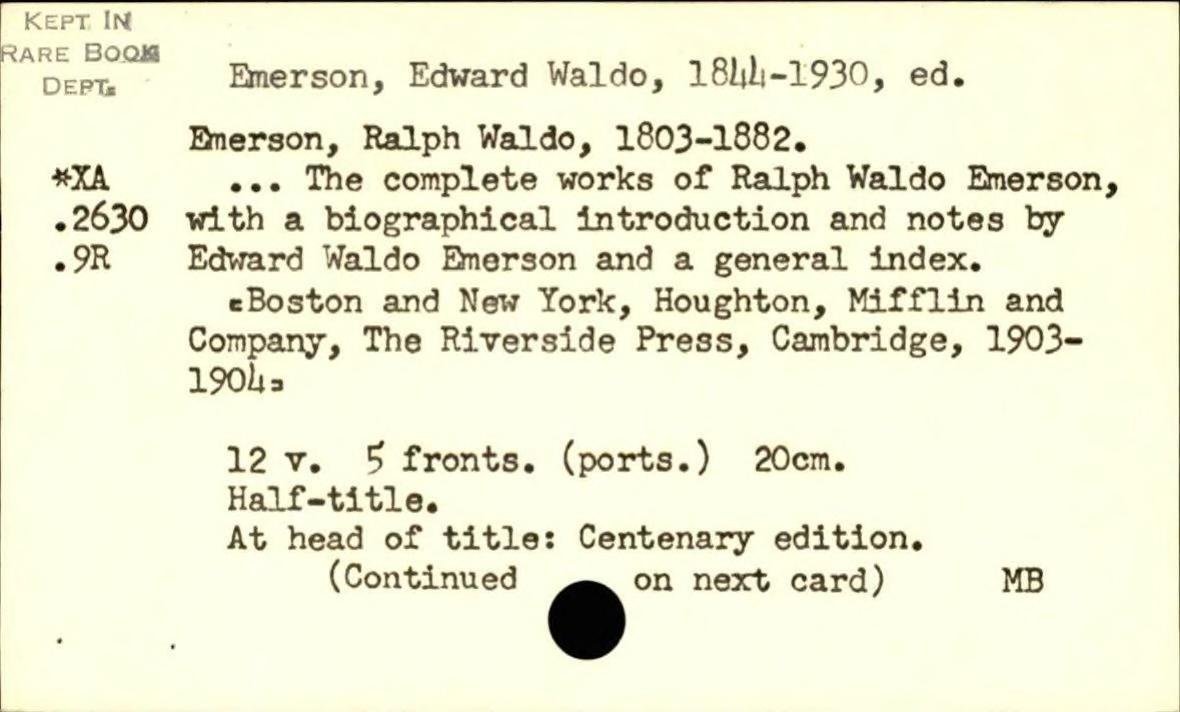 KEPT IN
RARE BOOK
DEPT.
Emerson, Edward Waldo, 1844-1930, ed.
Emerson, Ralph Waldo, 1803-1882.
*XA ... The complete works of Ralph Waldo Emerson,
.2630 with a biographical introduction and notes by
.9R Edward Waldo Emerson and a general index.
[Boston and New York, Houghton, Mifflin and
Company, The Riverside Press, Cambridge, 1903-
1904]
12 v. 5 fronts. (ports.) 20cm.
Half-title.
At head of title: Centenary edition.
(Continued on next card) MB